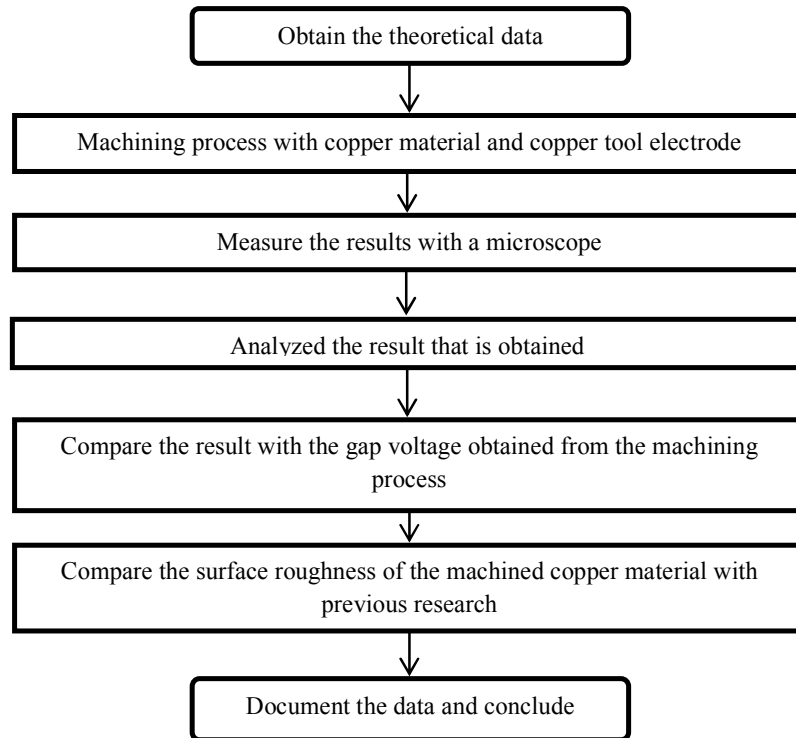 Obtain the theoretical data
Machining process with copper material and copper tool electrode
Measure the results with a microscope
Analyzed the result that is obtained
Compare the result with the gap voltage obtained from the machining
process
Compare the surface roughness of the machined copper material with
previous research
Document the data and conclude